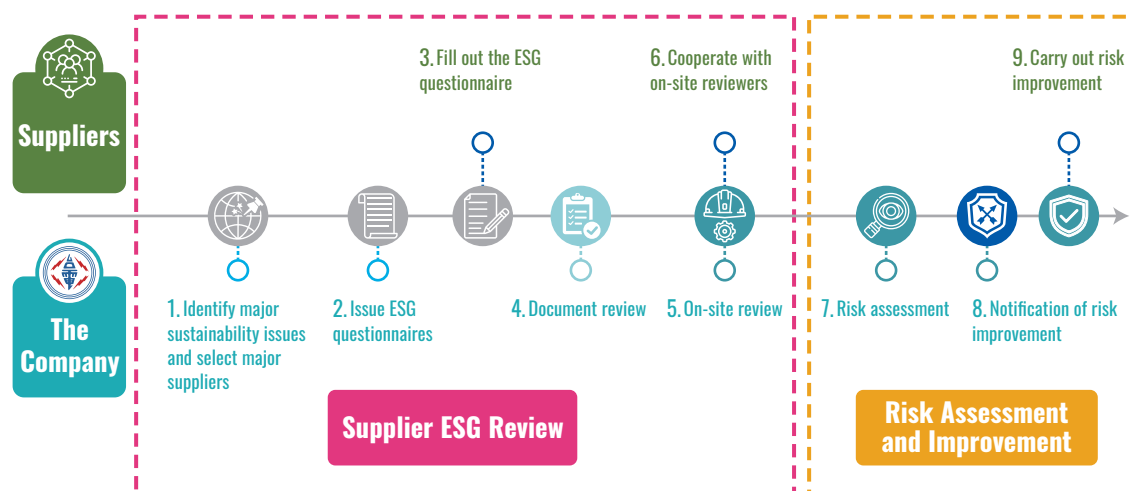 Suppliers
3. Fill out the ESG
questionnaire
6. Cooperate with
on-site reviewers
9. Carry out risk
improvement
The
Company
1. Identify major
sustainability issues
and select major
suppliers
2. Issue ESG
questionnaires
4. Document review
5. On-site review
7. Risk assessment
8. Notification of risk
improvement
Supplier ESG Review
Risk Assessment
and Improvement